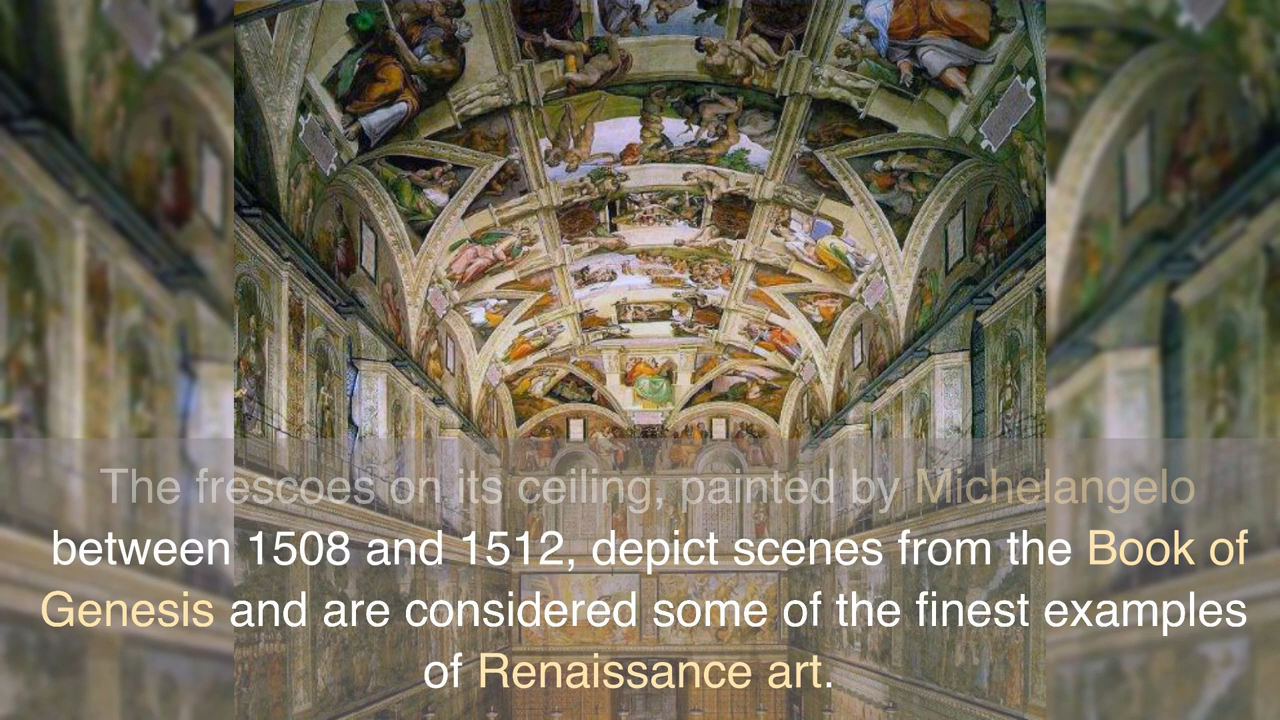 The frescoes on its ceiling, painted by Michelangelo
between 1508 and 1512, depict scenes from the Book of
Genesis and are considered some of the finest examples
of Renaissance art.